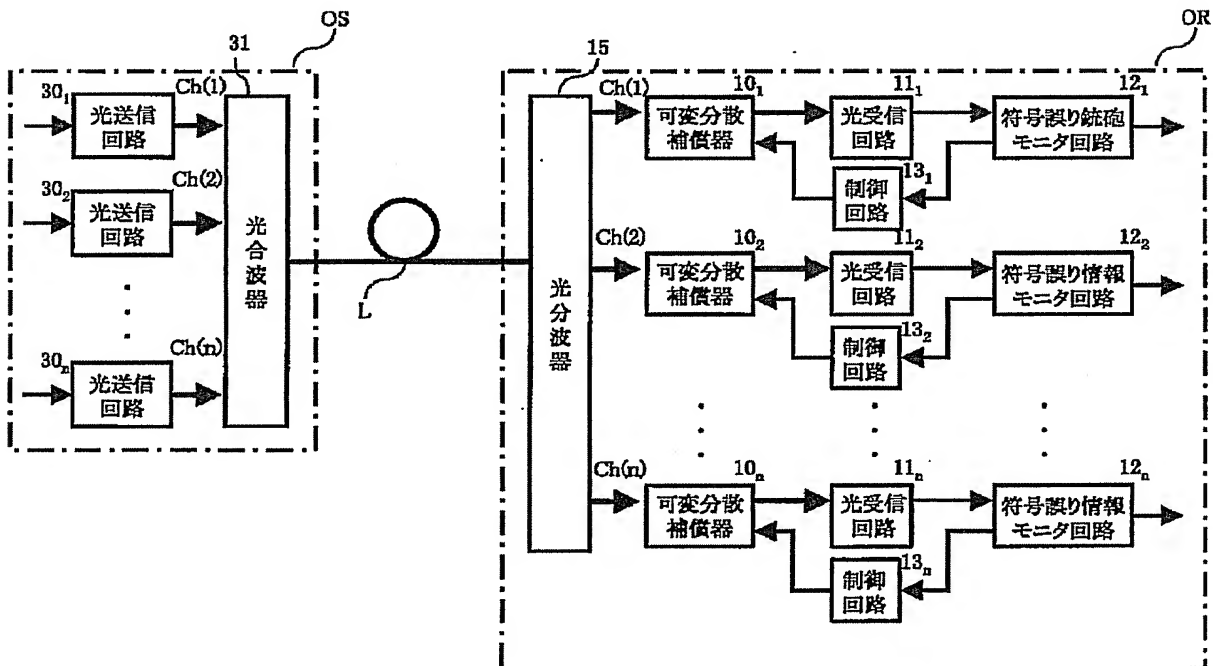 OS
OR
31
15
30₁
Ch(1)
光送信
回路
30₂
Ch(2)
光送信
回路
30ₙ
Ch(n)
光送信
回路
光合波器
L
光分波器
Ch(1)
10₁
可変分散
補償器
11₁
光受信
回路
12₁
符号誤り銃砲
モニタ回路
13₁
制御
回路
Ch(2)
10₂
可変分散
補償器
11₂
光受信
回路
12₂
符号誤り情報
モニタ回路
13₂
制御
回路
Ch(n)
10ₙ
可変分散
補償器
11ₙ
光受信
回路
12ₙ
符号誤り情報
モニタ回路
13ₙ
制御
回路